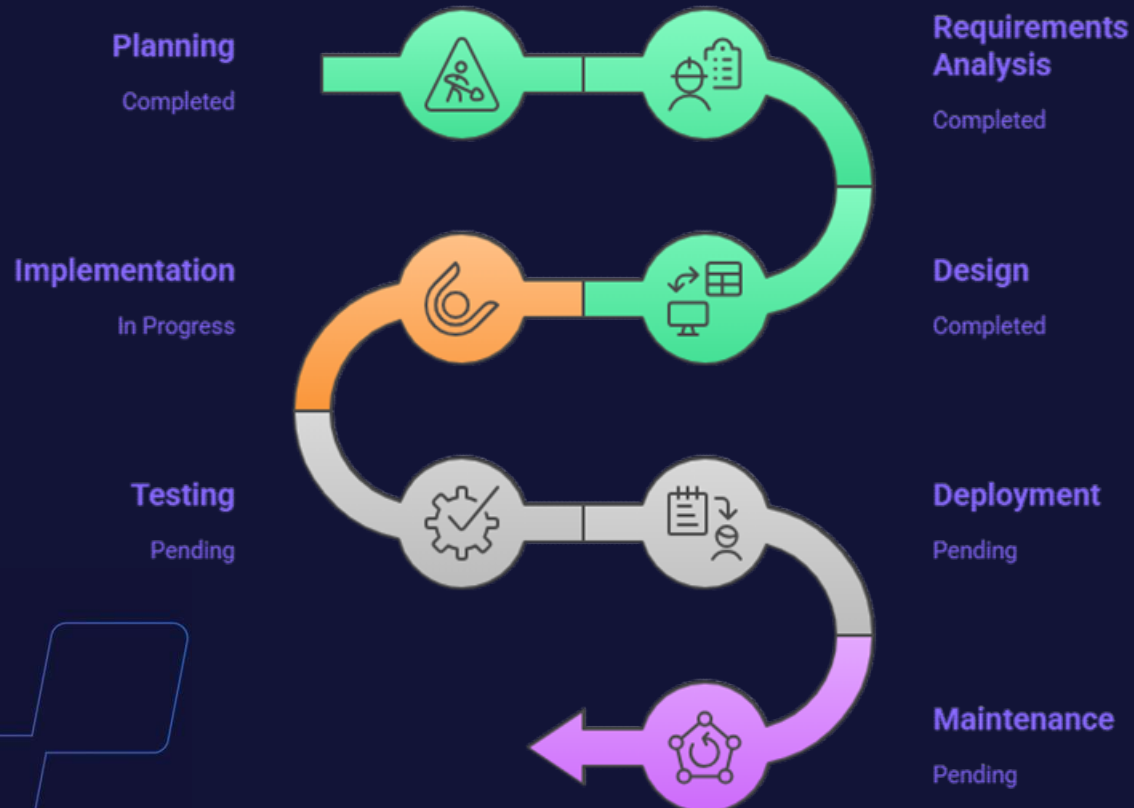 Planning
Completed
Requirements
Analysis
Completed
Design
Completed
Implementation
In Progress
Testing
Pending
Deployment
Pending
Maintenance
Pending